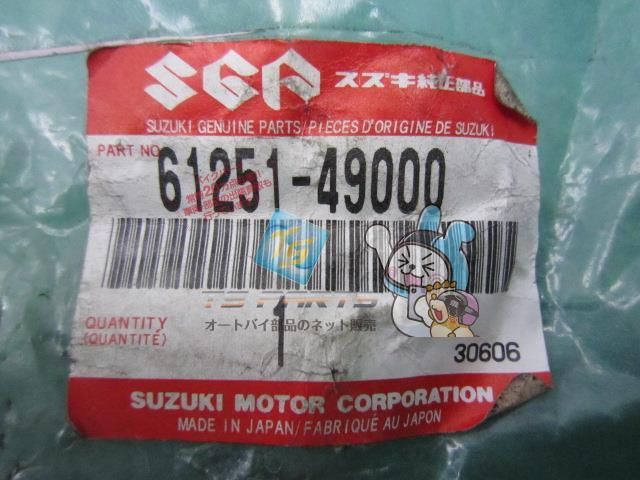 SGP スズキ純正部品
SUZUKI GENUINE PARTS/PIECES D'ORIGINE DE SUZUKI
PART NO.
61251-49000
TS PARTS
オートバイ部品のネット販売
QUANTITY
(QUANTITÉ)
1
30606
SUZUKI MOTOR CORPORATION
MADE IN JAPAN/FABRIQUÉ AU JAPON